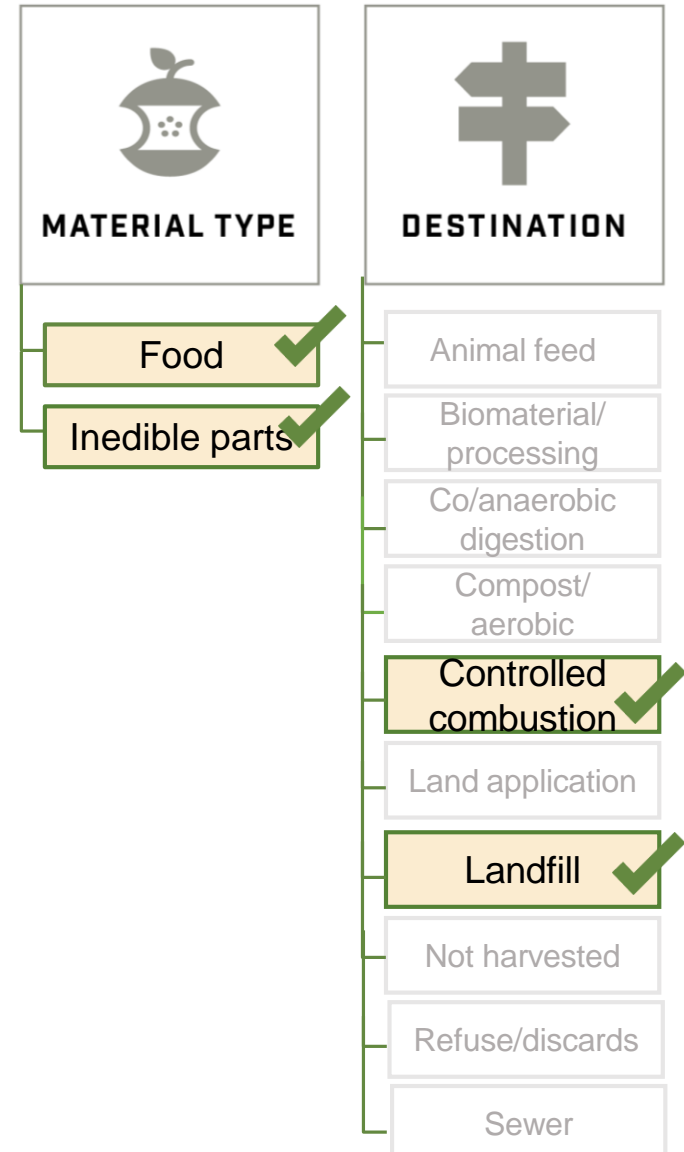 MATERIAL TYPE
Food
Inedible parts
DESTINATION
Animal feed
Biomaterial/
processing
Co/anaerobic
digestion
Compost/
aerobic
Controlled
combustion
Land application
Landfill
Not harvested
Refuse/discards
Sewer